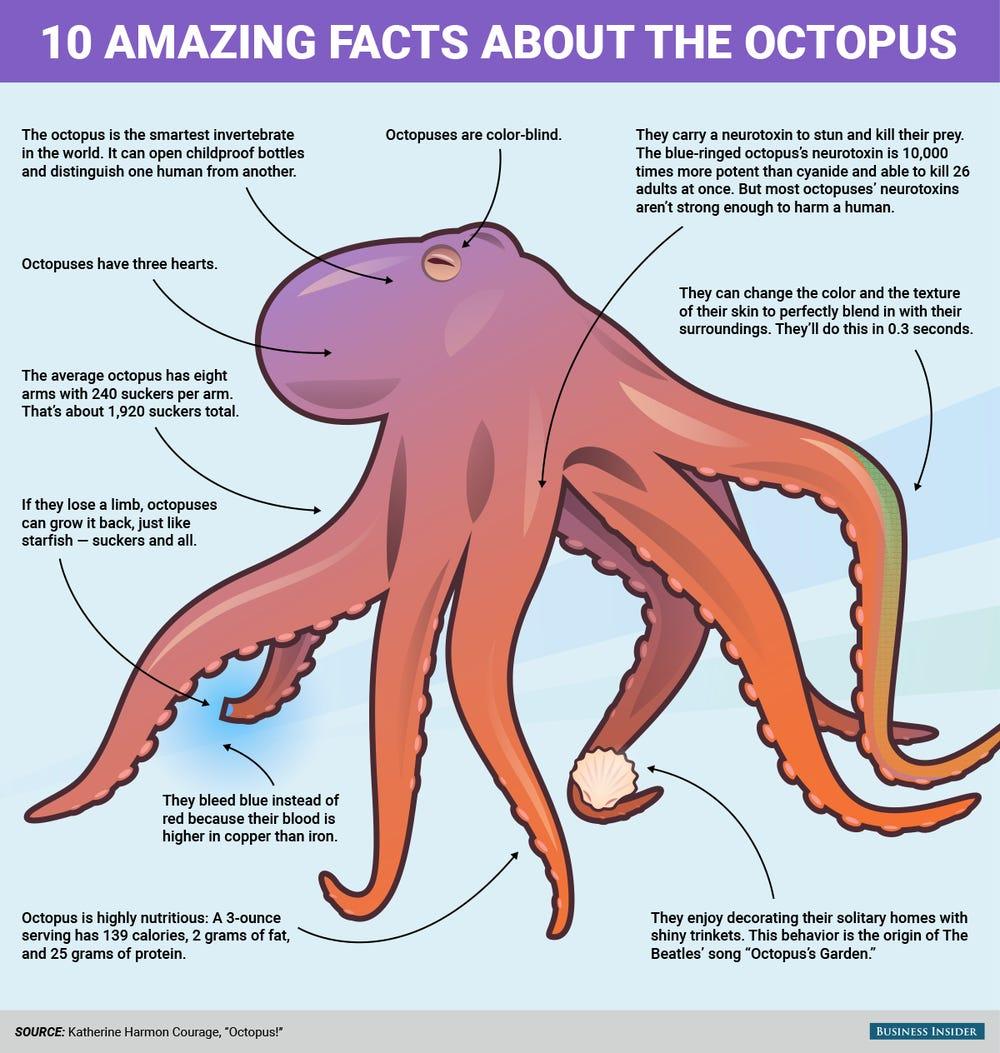 10 AMAZING FACTS ABOUT THE OCTOPUS
The octopus is the smartest invertebrate
in the world. It can open childproof bottles
and distinguish one human from another.
Octopuses are color-blind.
They carry a neurotoxin to stun and kill their prey.
The blue-ringed octopus's neurotoxin is 10,000
times more potent than cyanide and able to kill 26
adults at once. But most octopuses' neurotoxins
aren't strong enough to harm a human.
Octopuses have three hearts.
They can change the color and the texture
of their skin to perfectly blend in with their
surroundings. They'll do this in 0.3 seconds.
The average octopus has eight
arms with 240 suckers per arm.
That's about 1,920 suckers total.
If they lose a limb, octopuses
can grow it back, just like
starfish — suckers and all.
They bleed blue instead of
red because their blood is
higher in copper than iron.
Octopus is highly nutritious: A 3-ounce
serving has 139 calories, 2 grams of fat,
and 25 grams of protein.
They enjoy decorating their solitary homes with
shiny trinkets. This behavior is the origin of The
Beatles' song “Octopus's Garden.”
SOURCE: Katherine Harmon Courage, “Octopus!”
BUSINESS INSIDER